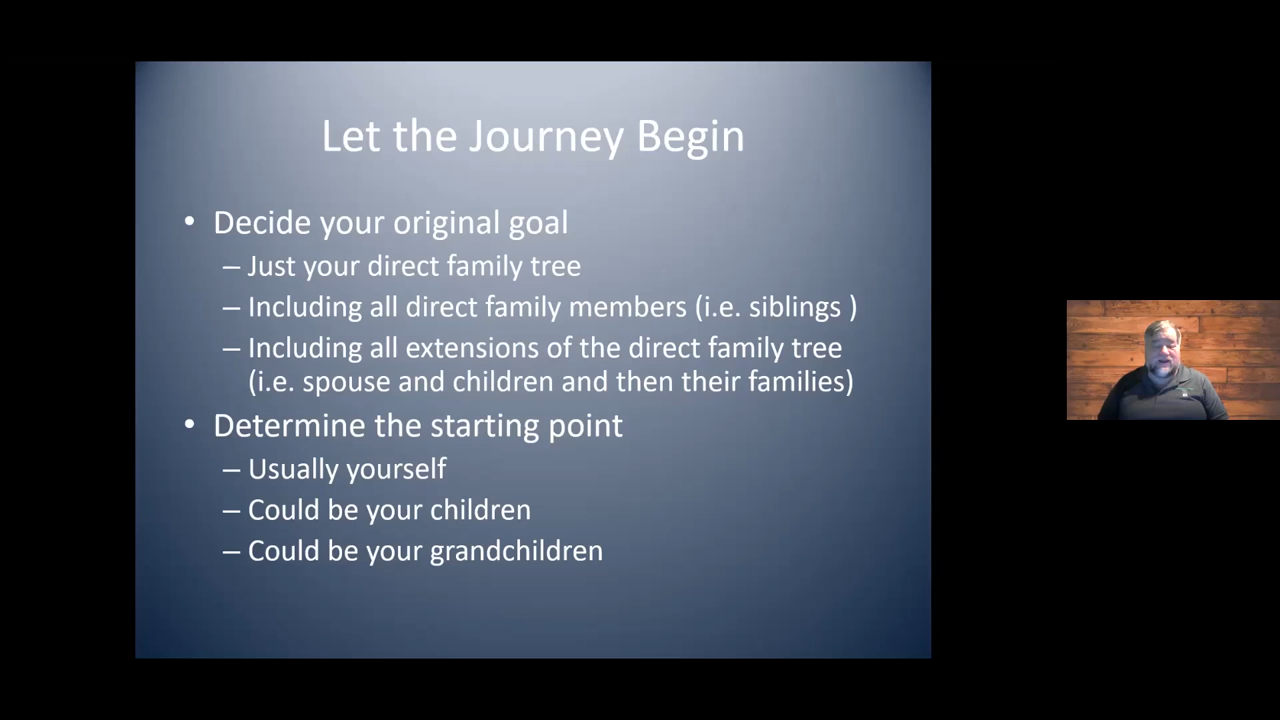 Let the Journey Begin
• Decide your original goal
– Just your direct family tree
– Including all direct family members (i.e. siblings )
– Including all extensions of the direct family tree
(i.e. spouse and children and then their families)
• Determine the starting point
– Usually yourself
– Could be your children
– Could be your grandchildren